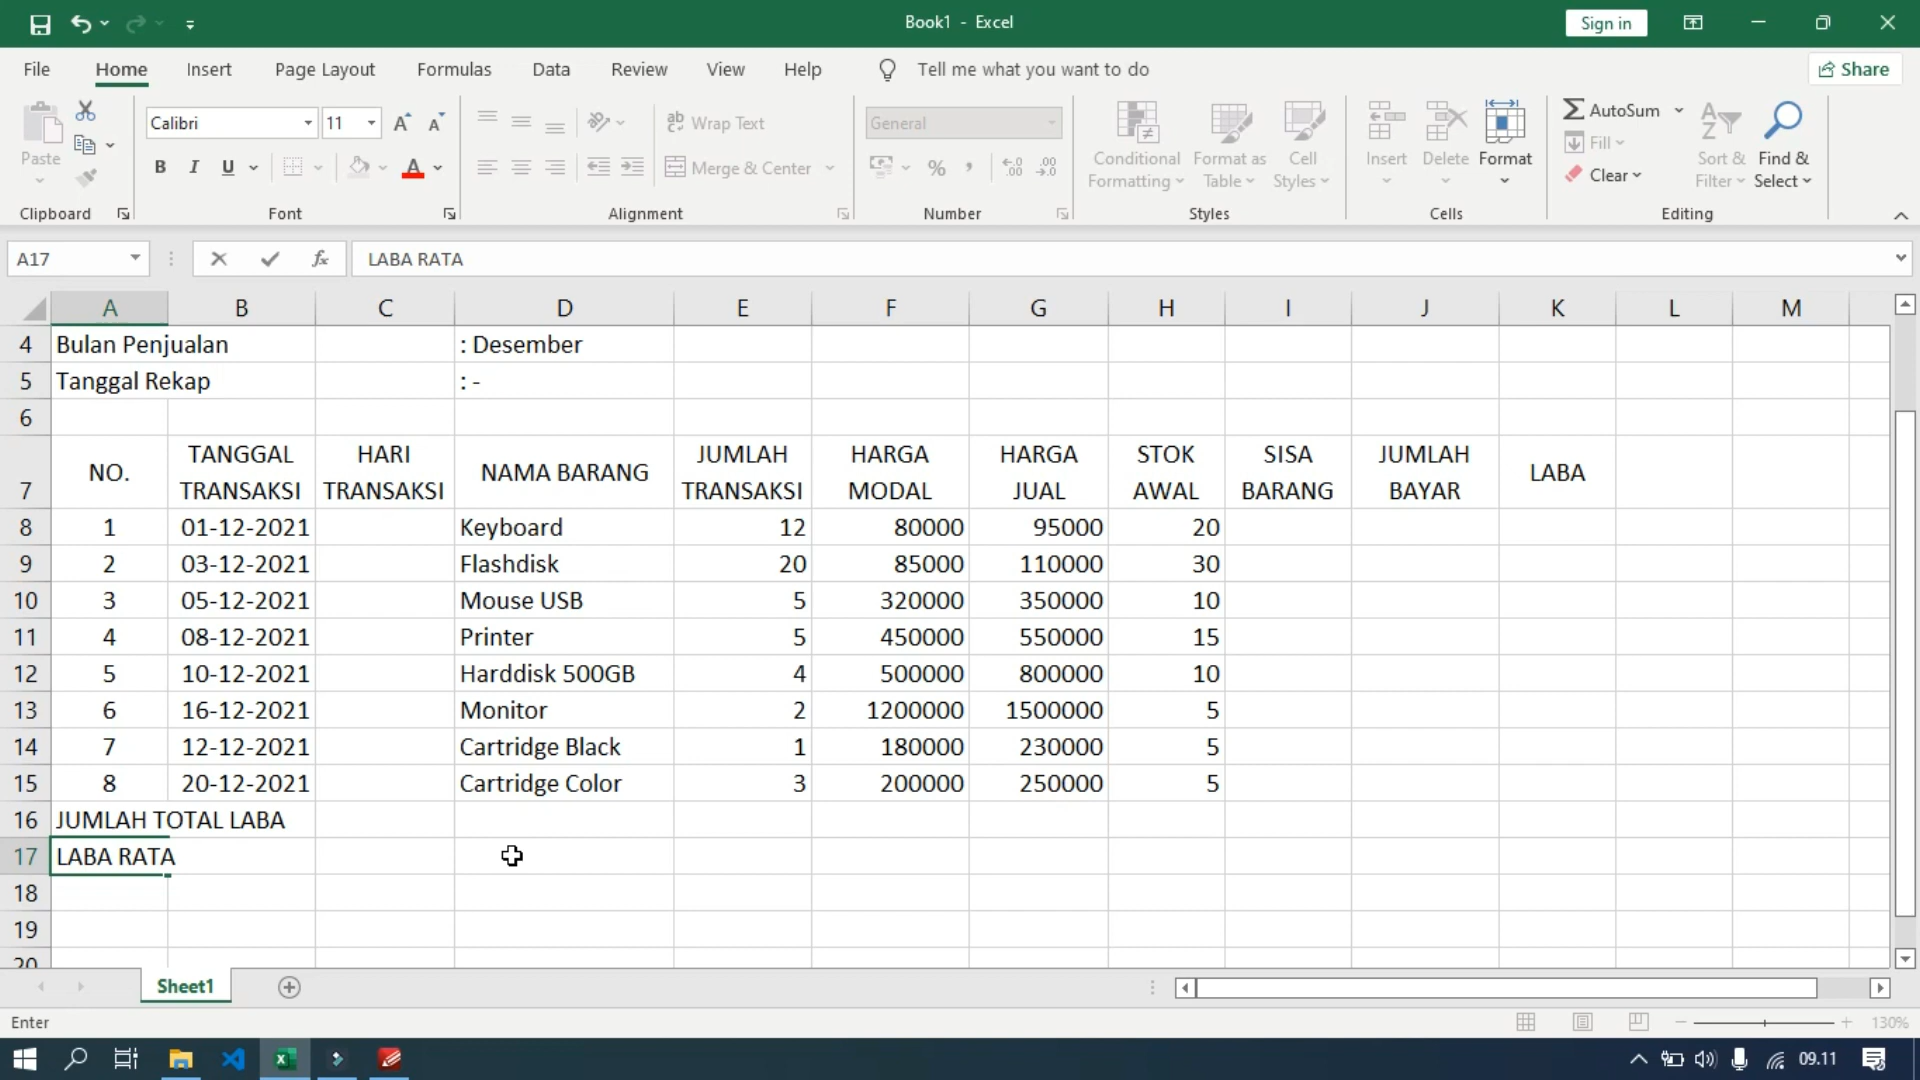 Book1 - Excel
Sign in
File Home Insert Page Layout Formulas Data Review View Help Tell me what you want to do Share
Paste
Clipboard
Calibri 11
B I U A
Font
Wrap Text
Merge & Center
Alignment
General
% ,
Number
Conditional Formatting
Format as Table
Cell Styles
Styles
Insert
Delete
Format
Cells
AutoSum
Fill
Clear
Sort & Filter
Find & Select
Editing
A17 fx LABA RATA
A B C D E F G H I J K L M
4 Bulan Penjualan : Desember
5 Tanggal Rekap : -
6
7 NO. TANGGAL TRANSAKSI HARI TRANSAKSI NAMA BARANG JUMLAH TRANSAKSI HARGA MODAL HARGA JUAL STOK AWAL SISA BARANG JUMLAH BAYAR LABA
8 1 01-12-2021 Keyboard 12 80000 95000 20
9 2 03-12-2021 Flashdisk 20 85000 110000 30
10 3 05-12-2021 Mouse USB 5 320000 350000 10
11 4 08-12-2021 Printer 5 450000 550000 15
12 5 10-12-2021 Harddisk 500GB 4 500000 800000 10
13 6 16-12-2021 Monitor 2 1200000 1500000 5
14 7 12-12-2021 Cartridge Black 1 180000 230000 5
15 8 20-12-2021 Cartridge Color 3 200000 250000 5
16 JUMLAH TOTAL LABA
17 LABA RATA
18
19
20
Sheet1
Enter 130%
09.11